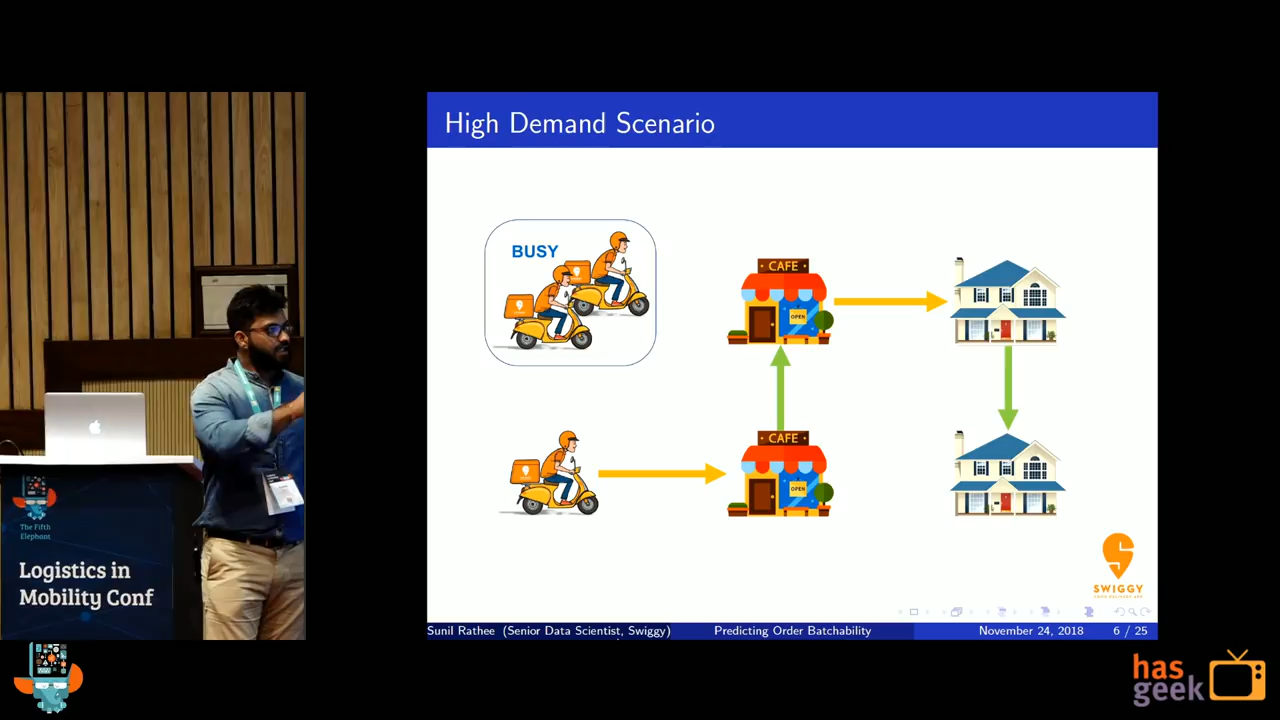 High Demand Scenario
BUSY
CAFE
OPEN
CAFE
OPEN
SWIGGY
Sunil Rathee (Senior Data Scientist, Swiggy)
Predicting Order Batchability
November 24, 2018
6 / 25
The Fifth
Elephant
Logistics in
Mobility Conf
has
geek